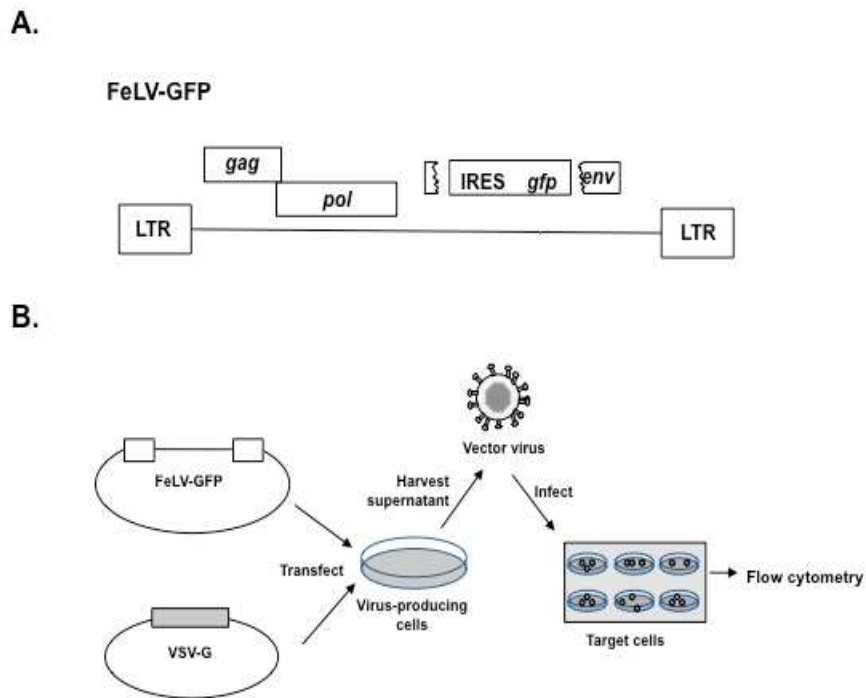 A.
FeLV-GFP
gag
pol
IRES gfp
env
LTR
LTR
B.
FeLV-GFP
VSV-G
Transfect
Virus-producing
cells
Harvest
supernatant
Vector virus
Infect
Target cells
Flow cytometry